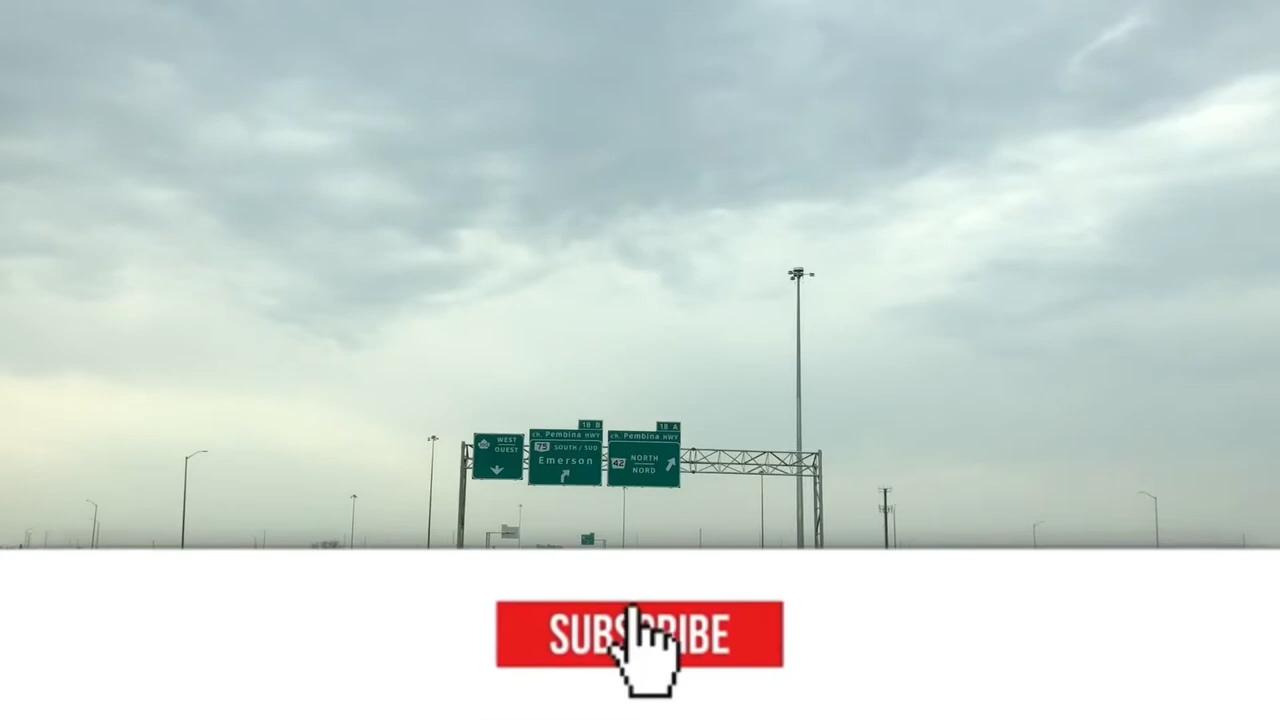 WEST
OUEST
18 B
ch. Pembina HWY
75 SOUTH / SUD
Emerson
18 A
ch. Pembina HWY
42 NORTH
NORD
SUBSCRIBE